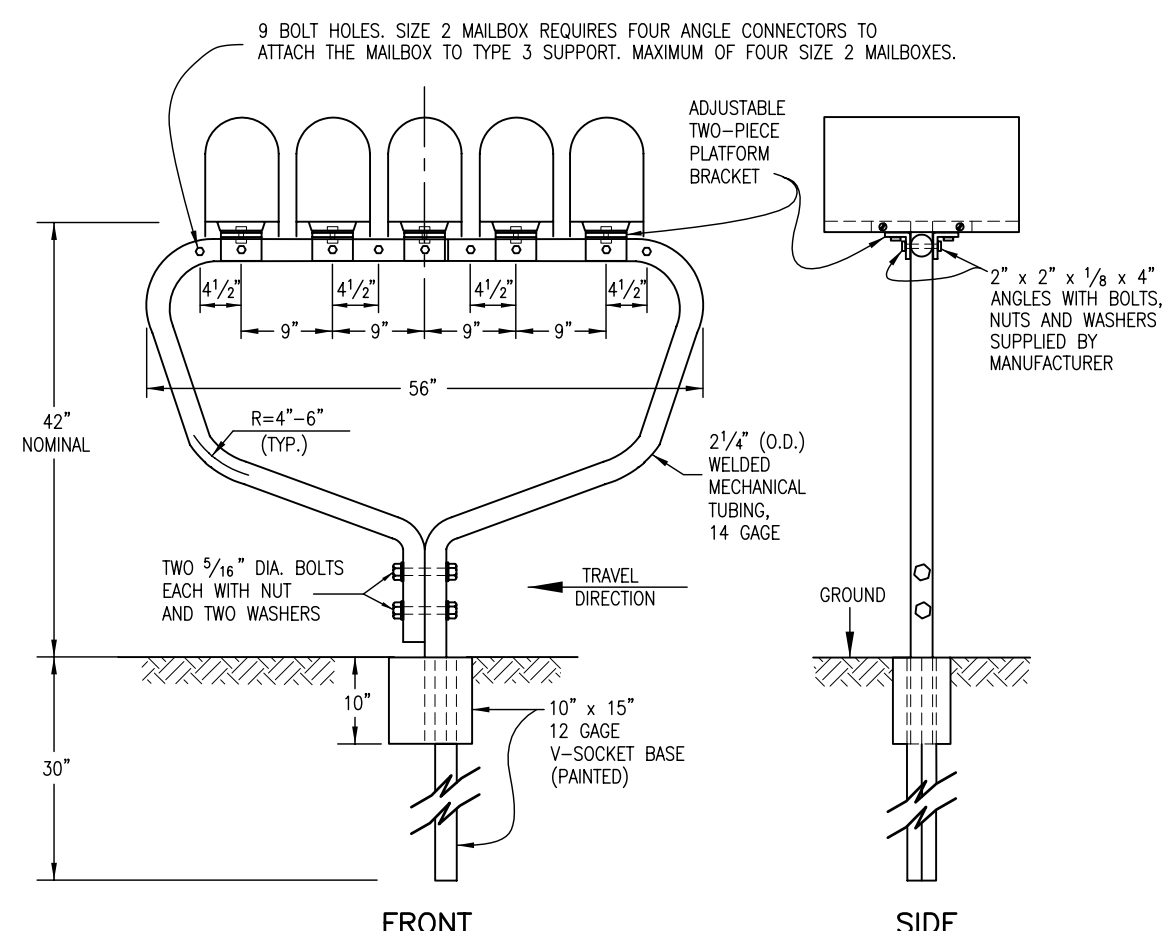 9 BOLT HOLES. SIZE 2 MAILBOX REQUIRES FOUR ANGLE CONNECTORS TO
ATTACH THE MAILBOX TO TYPE 3 SUPPORT. MAXIMUM OF FOUR SIZE 2 MAILBOXES.
ADJUSTABLE
TWO-PIECE
PLATFORM
BRACKET
4 1/2" 4 1/2" 4 1/2" 4 1/2"
9" 9" 9" 9"
2" x 2" x 1/8 x 4"
ANGLES WITH BOLTS,
NUTS AND WASHERS
SUPPLIED BY
MANUFACTURER
56"
42"
NOMINAL
R=4"-6"
(TYP.)
2 1/4" (O.D.)
WELDED
MECHANICAL
TUBING,
14 GAGE
TWO 5/16" DIA. BOLTS
EACH WITH NUT
AND TWO WASHERS
TRAVEL
DIRECTION
GROUND
10"
10" x 15"
12 GAGE
V-SOCKET BASE
(PAINTED)
30"
FRONT
SIDE